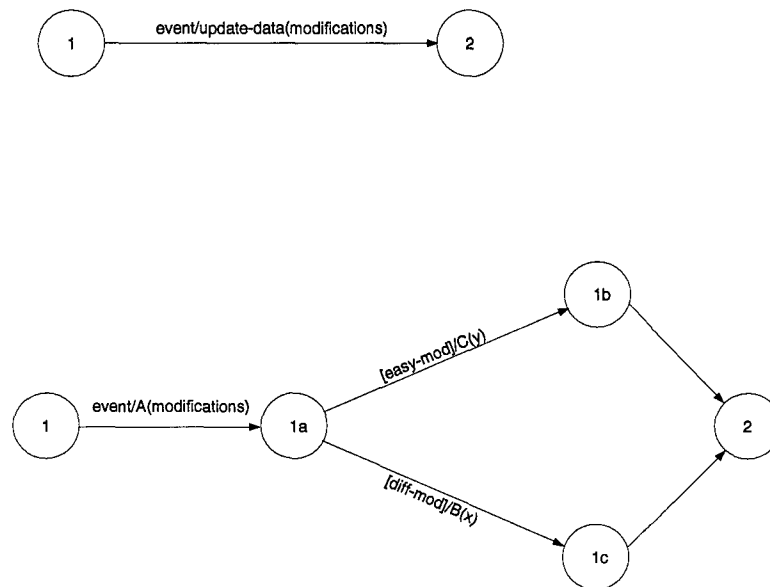 1
event/update-data(modifications)
2
1b
[easy-mod]/C(y)
1
event/A(modifications)
1a
2
[diff-mod]/B(x)
1c